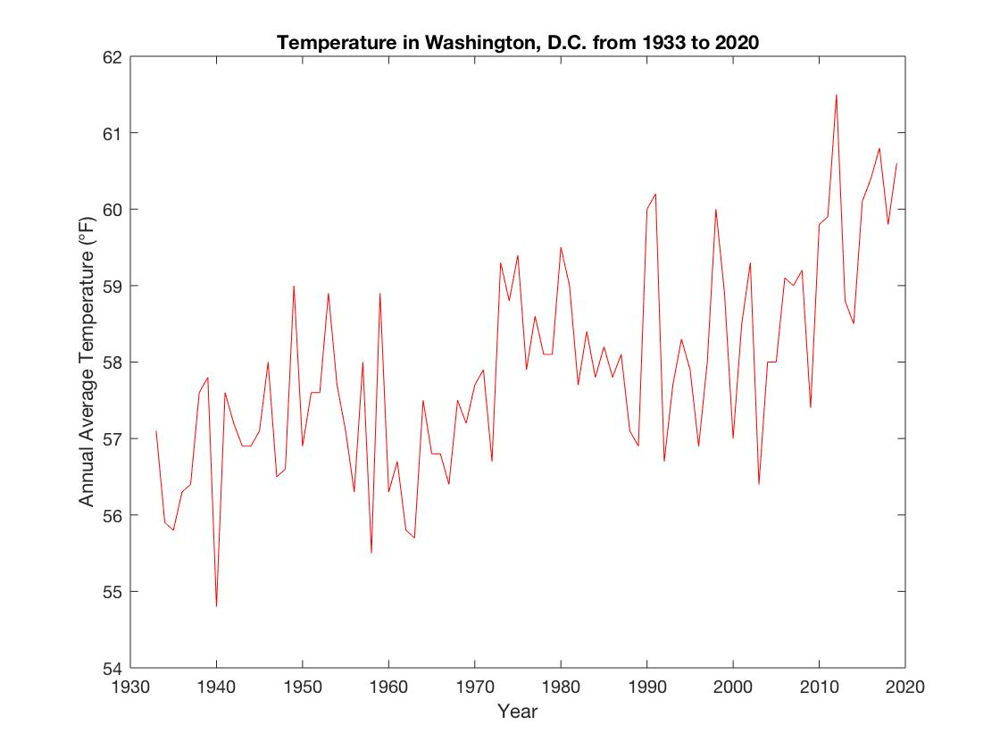 Temperature in Washington, D.C. from 1933 to 2020
62
61
60
59
58
57
56
55
54
Annual Average Temperature (°F)
1930 1940 1950 1960 1970 1980 1990 2000 2010 2020
Year